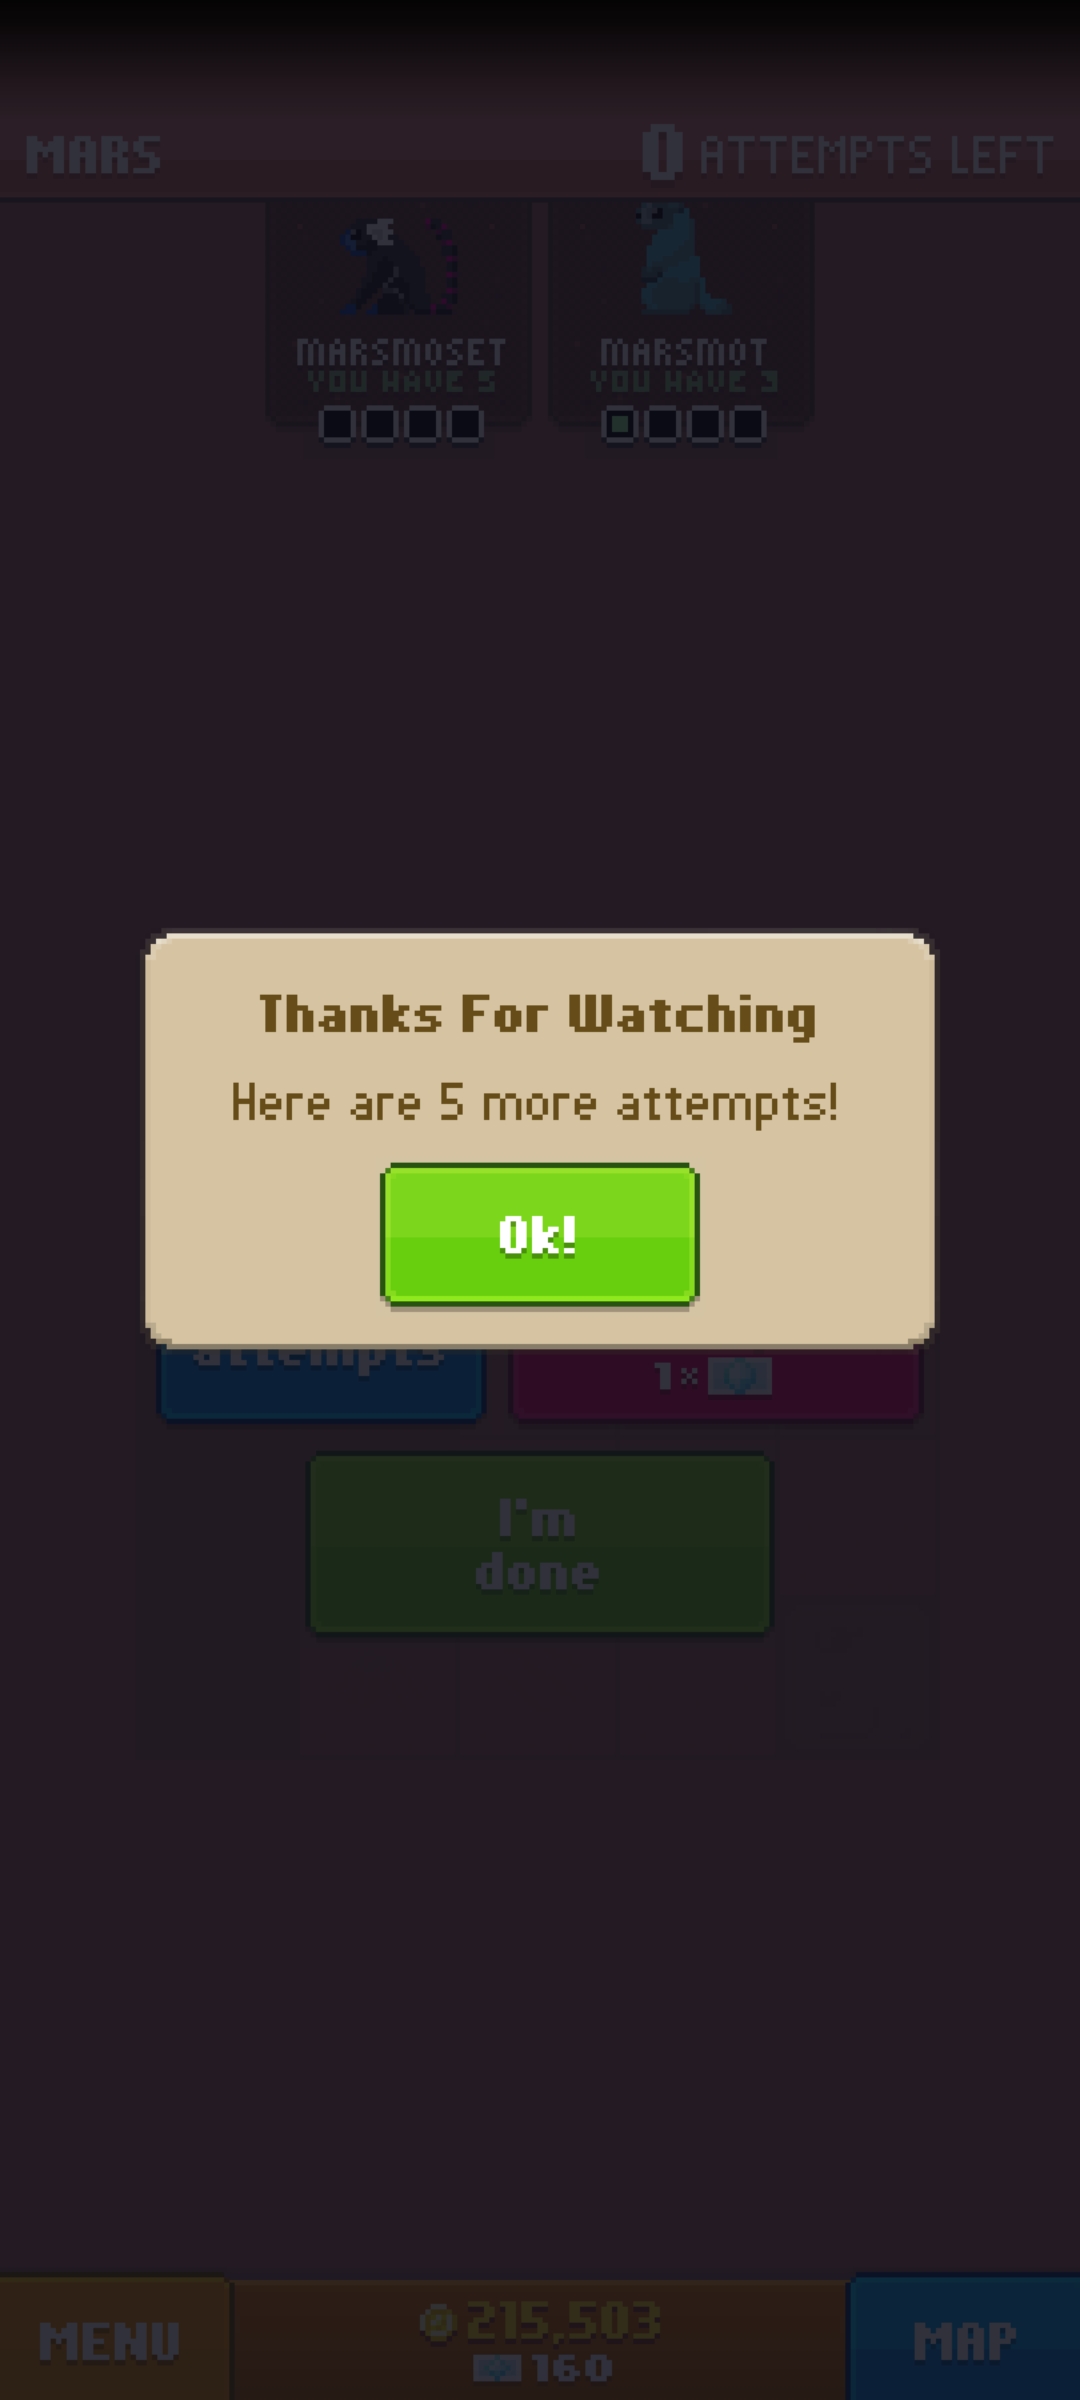 MARS
0 ATTEMPTS LEFT
MARSMOSET
YOU HAVE 5
MARSMOT
YOU HAVE 3
Thanks For Watching
Here are 5 more attempts!
Ok!
attempts
1×
I'm
done
MENU
215,503
160
MAP